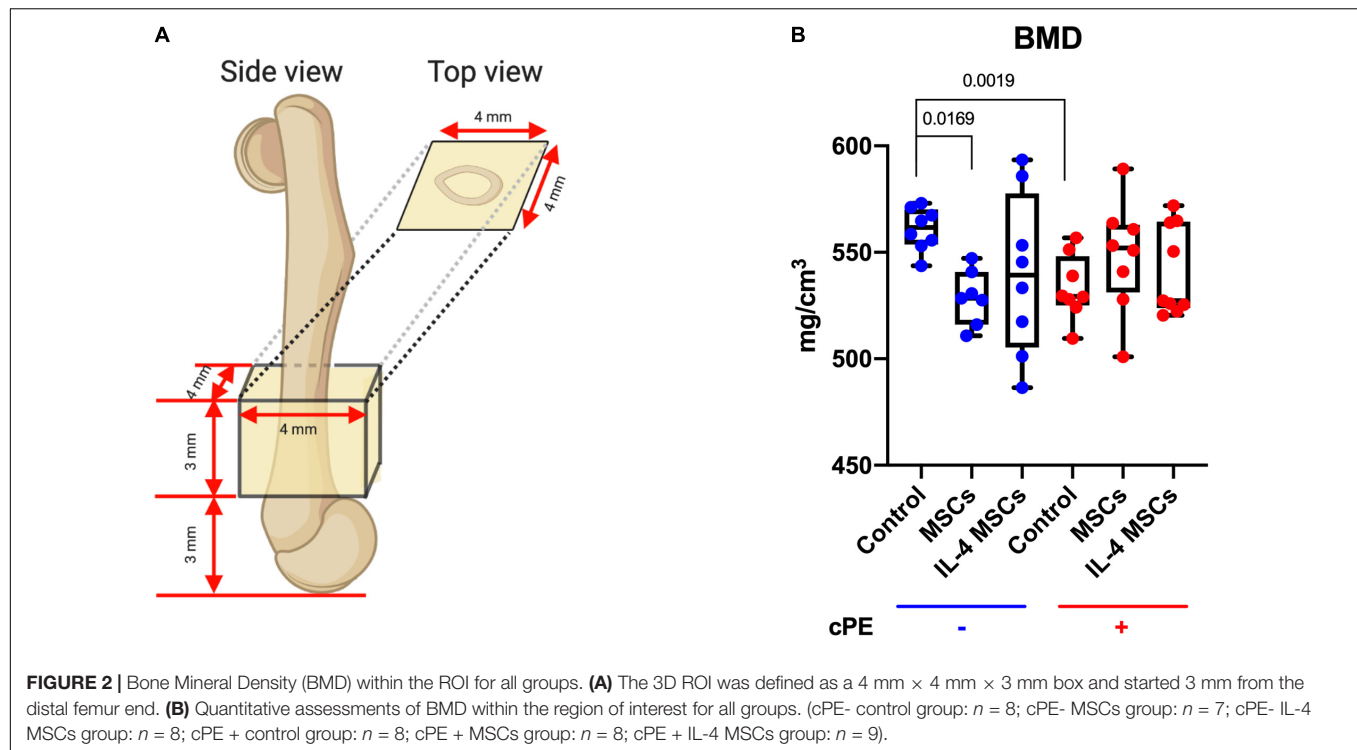 A
Side view
Top view
4 mm
4 mm
4 mm
4 mm
3 mm
3 mm
B
BMD
0.0019
0.0169
600
550
500
450
mg/cm³
Control
MSCs
IL-4 MSCs
Control
MSCs
IL-4 MSCs
cPE
-
+
FIGURE 2 | Bone Mineral Density (BMD) within the ROI for all groups. (A) The 3D ROI was defined as a 4 mm × 4 mm × 3 mm box and started 3 mm from the
distal femur end. (B) Quantitative assessments of BMD within the region of interest for all groups. (cPE- control group: n = 8; cPE- MSCs group: n = 7; cPE- IL-4
MSCs group: n = 8; cPE + control group: n = 8; cPE + MSCs group: n = 8; cPE + IL-4 MSCs group: n = 9).